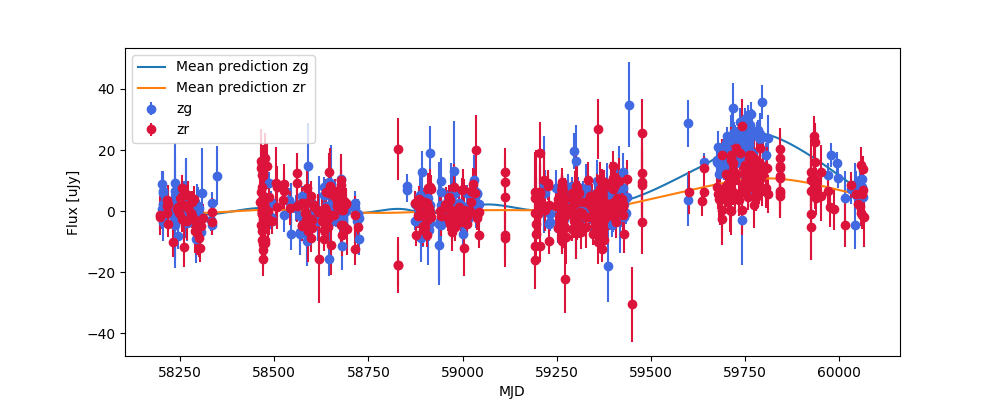 Mean prediction zg
Mean prediction zr
zg
zr
Flux [uJy]
40
20
0
−20
−40
58250
58500
58750
59000
59250
59500
59750
60000
MJD